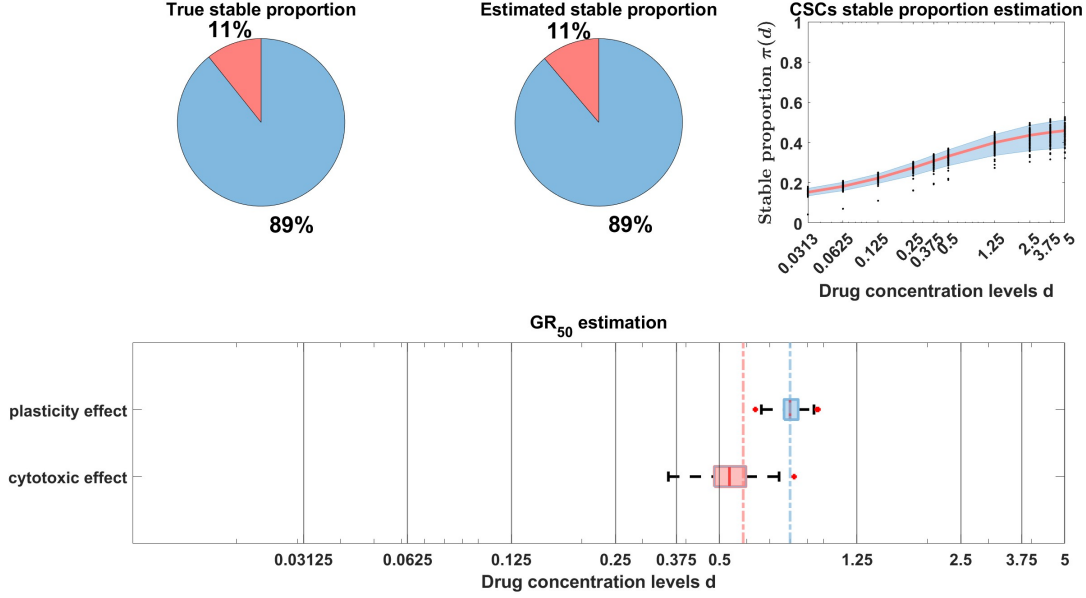 True stable proportion
11%
89%
Estimated stable proportion
11%
89%
CSCs stable proportion estimation
Stable proportion π(d)
1
0.8
0.6
0.4
0.2
0
0.0313 0.0625 0.125 0.25 0.375 0.5 1.25 2.5 3.75 5
Drug concentration levels d
GR50 estimation
plasticity effect
cytotoxic effect
0.03125 0.0625 0.125 0.25 0.375 0.5 1.25 2.5 3.75 5
Drug concentration levels d